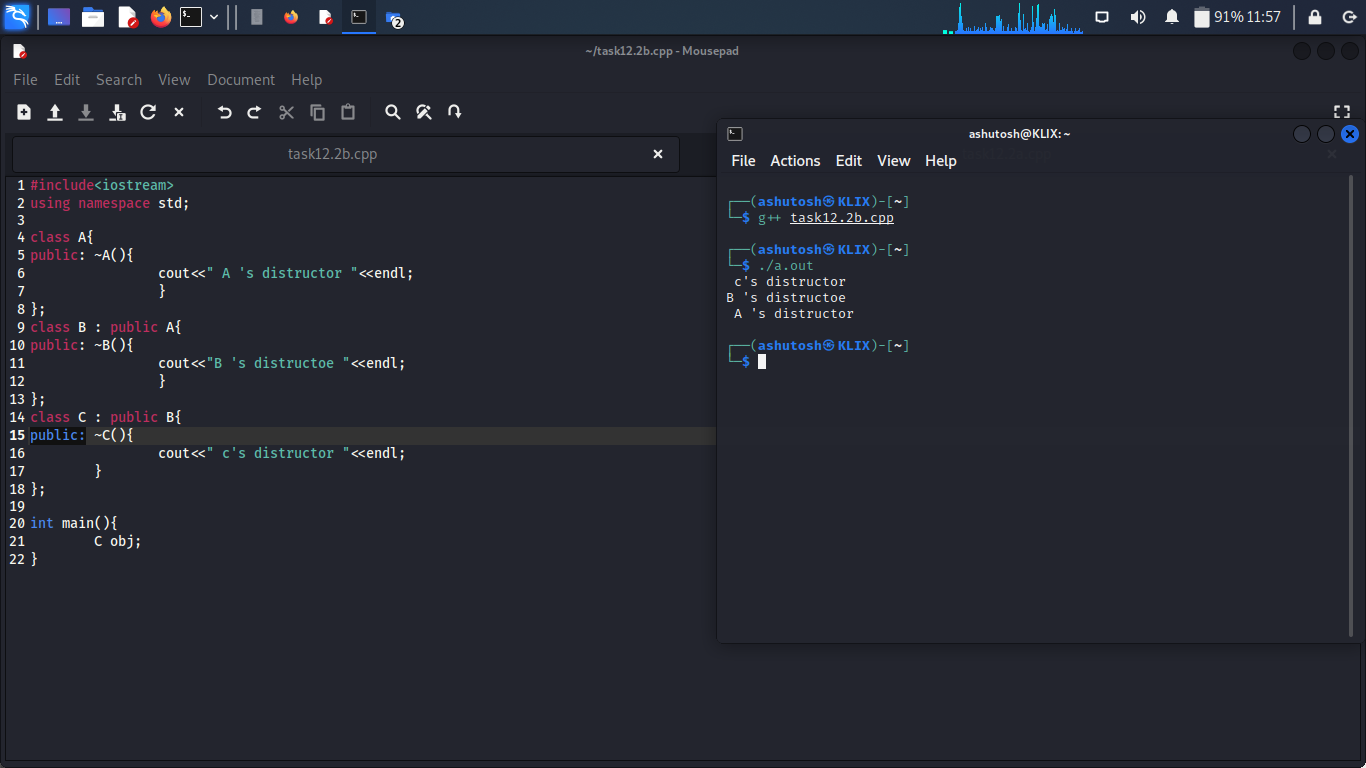 2
91% 11:57
~/task12.2b.cpp - Mousepad
File Edit Search View Document Help
task12.2b.cpp
1 #include<iostream>
2 using namespace std;
3
4 class A{
5 public: ~A(){
6 cout<<" A 's distructor "<<endl;
7 }
8 };
9 class B : public A{
10 public: ~B(){
11 cout<<"B 's distructoe "<<endl;
12 }
13 };
14 class C : public B{
15 public: ~C(){
16 cout<<" c's distructor "<<endl;
17 }
18 };
19
20 int main(){
21 C obj;
22 }
ashutosh@KLIX: ~
File Actions Edit View Help
┌──(ashutosh㉿KLIX)-[~]
└─$ g++ task12.2b.cpp
┌──(ashutosh㉿KLIX)-[~]
└─$ ./a.out
c's distructor
B 's distructoe
A 's distructor
┌──(ashutosh㉿KLIX)-[~]
└─$